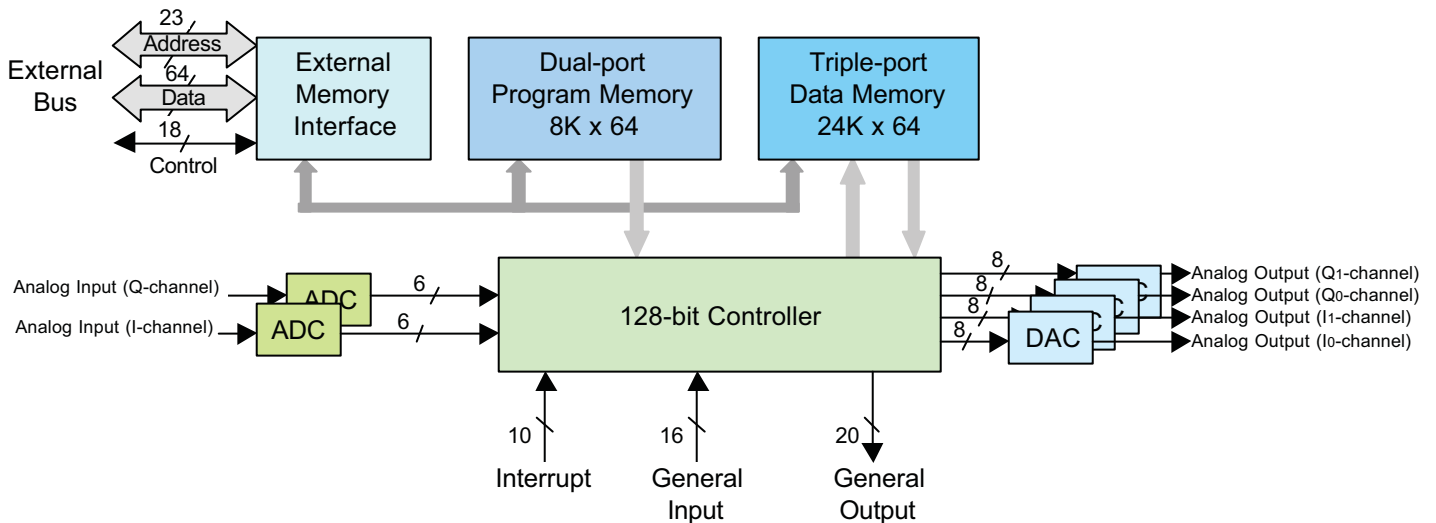 External
Bus
23
Address
64
Data
18
Control
External
Memory
Interface
Dual-port
Program Memory
8K x 64
Triple-port
Data Memory
24K x 64
Analog Input (Q-channel)
Analog Input (I-channel)
ADC
ADC
6
6
128-bit Controller
8
8
8
8
C
C
C
DAC
Analog Output (Q1-channel)
Analog Output (Q0-channel)
Analog Output (I1-channel)
Analog Output (I0-channel)
10
Interrupt
16
General
Input
20
General
Output